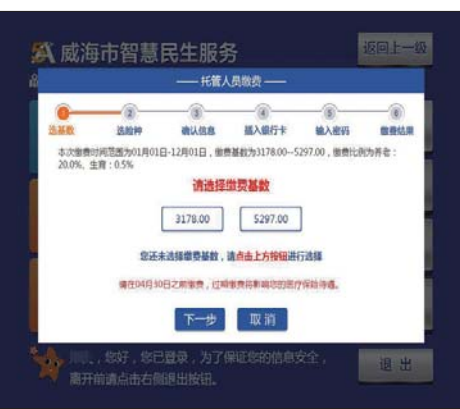 威海市智慧民生服务
返回上一级
—— 托管人员缴费 ——
1 2 3 4 5 6
选基数 选险种 确认信息 插入银行卡 输入密码 缴费结果
本次缴费时间范围为01月01日-12月01日，缴费基数为3178.00--5297.00，缴费比例为养老：
20.0%、生育：0.5%
请选择缴费基数
3178.00 5297.00
您还未选择缴费基数，请点击上方按钮进行选择
请在04月30日之前缴费，过期缴费将影响您的医疗保险待遇。
下一步 取消
，您好，您已登录，为了保证您的信息安全，
离开前请点击右侧退出按钮。
退出